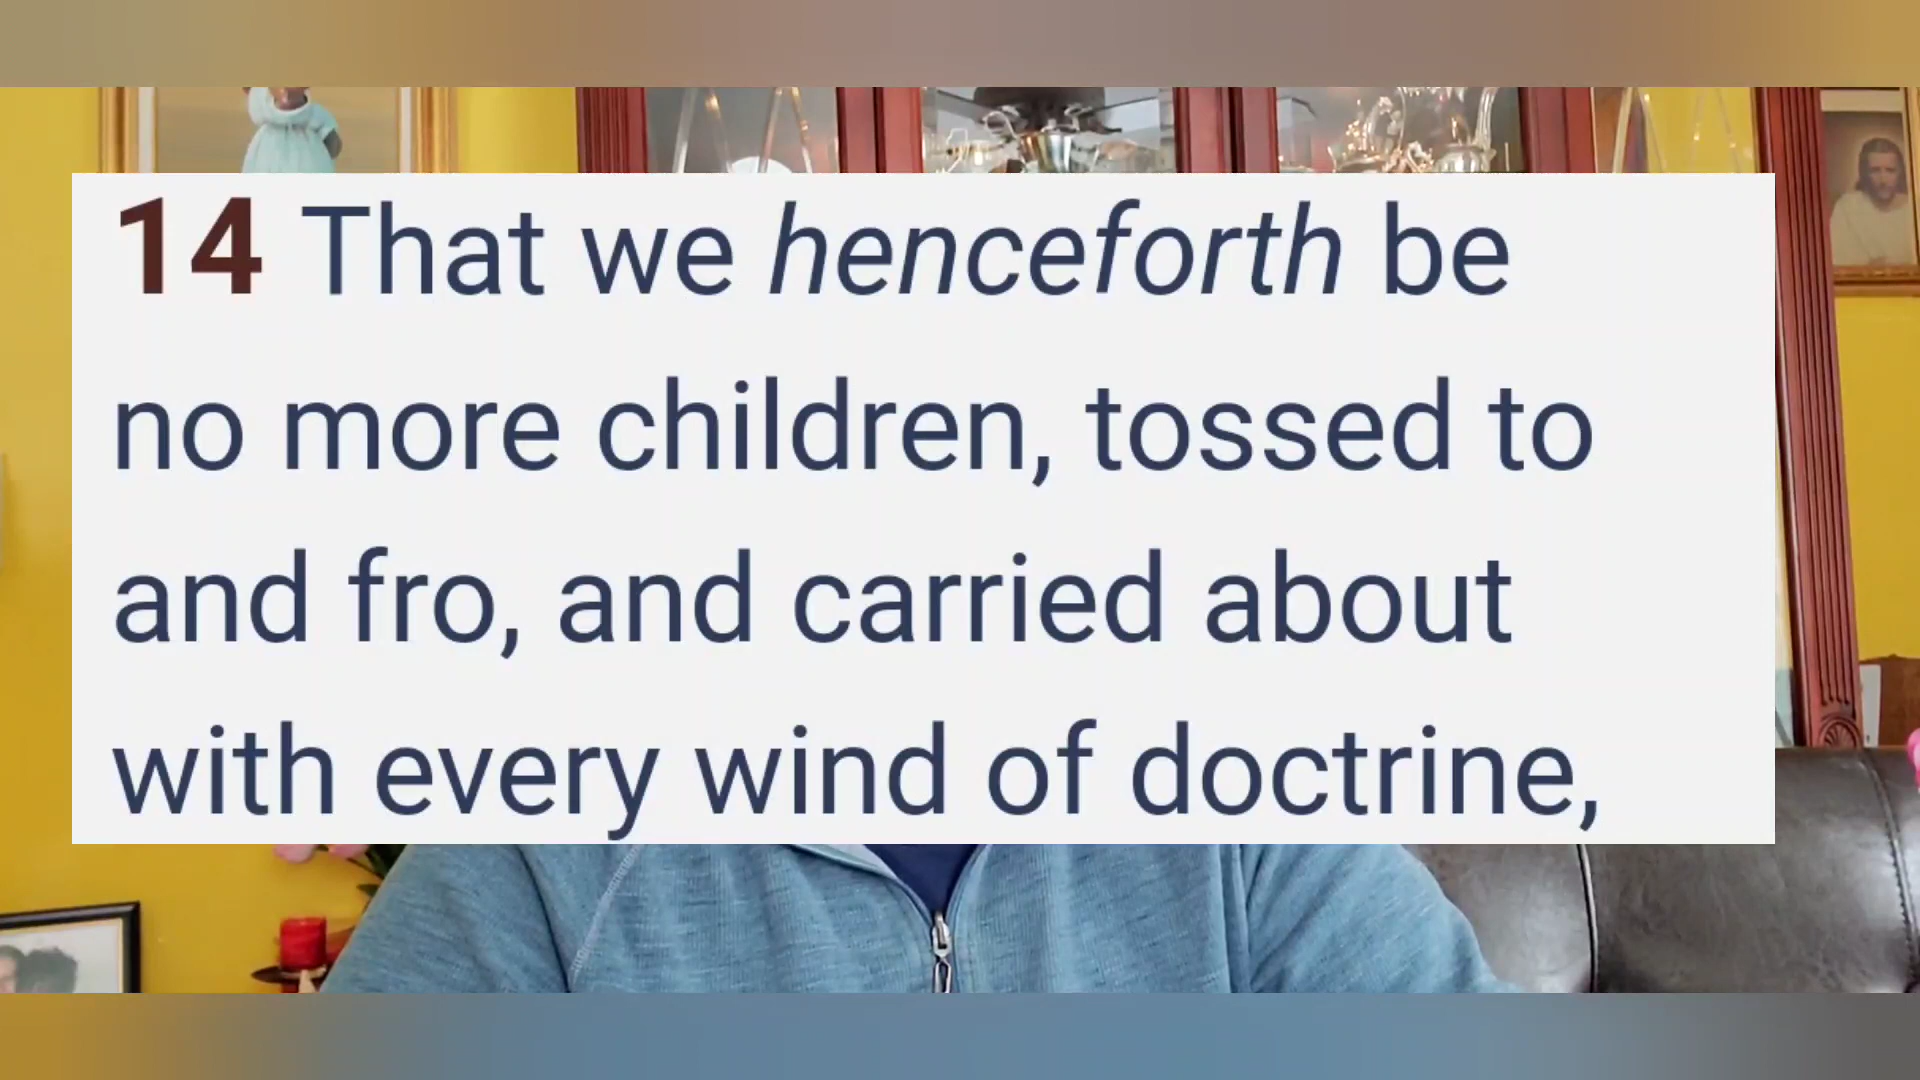 14 That we henceforth be
no more children, tossed to
and fro, and carried about
with every wind of doctrine,